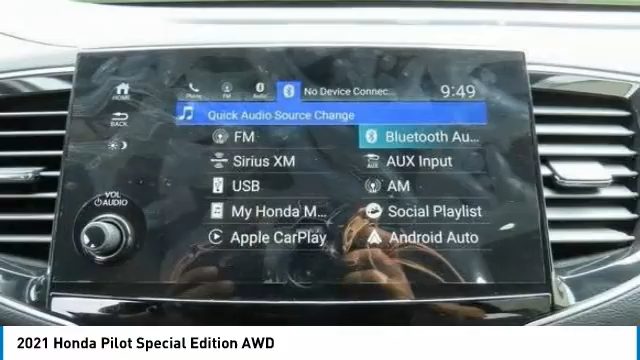 HOME
Phone FM Audio No Device Connec... 9:49
BACK
Quick Audio Source Change
FM Bluetooth Au...
Sirius XM AUX Input
USB AM
VOL
AUDIO
My Honda M... Social Playlist
Apple CarPlay Android Auto
2021 Honda Pilot Special Edition AWD